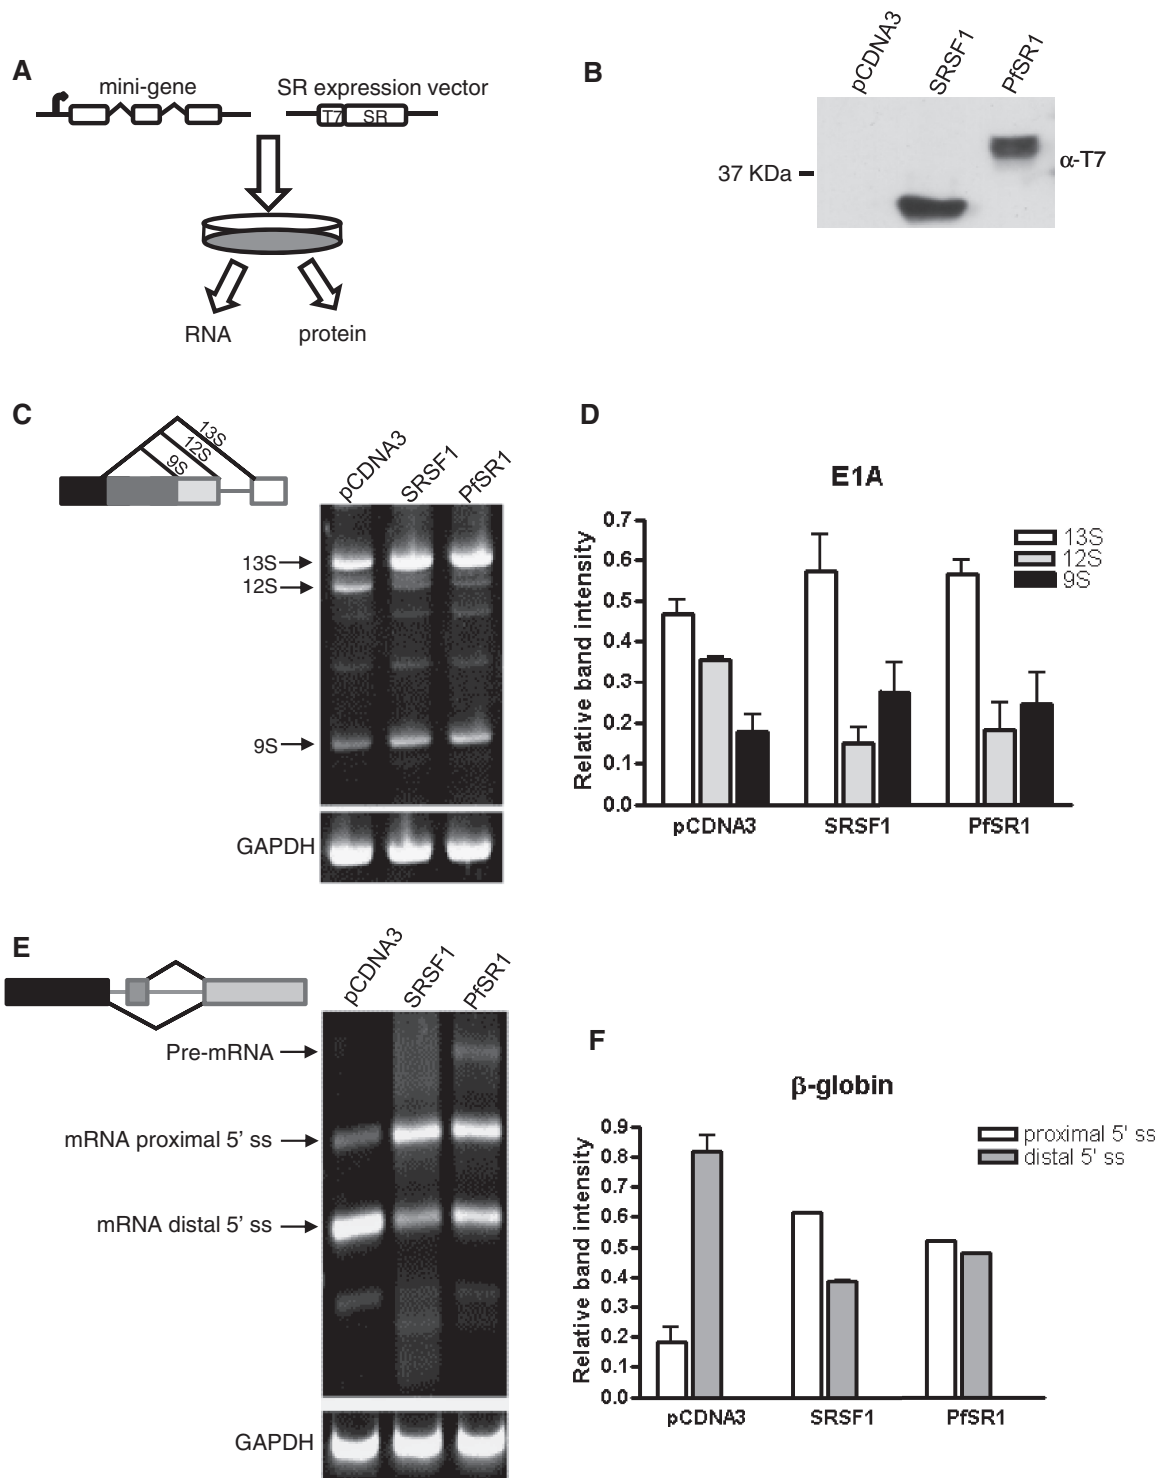 A
mini-gene
SR expression vector
T7 SR
RNA
protein
B
pCDNA3
SRSF1
PfSR1
37 KDa
α-T7
C
13S
12S
9S
pCDNA3
SRSF1
PfSR1
13S
12S
9S
GAPDH
D
E1A
Relative band intensity
0.7
0.6
0.5
0.4
0.3
0.2
0.1
0.0
13S
12S
9S
pCDNA3
SRSF1
PfSR1
E
pCDNA3
SRSF1
PfSR1
Pre-mRNA
mRNA proximal 5' ss
mRNA distal 5' ss
GAPDH
F
β-globin
Relative band intensity
0.9
0.8
0.7
0.6
0.5
0.4
0.3
0.2
0.1
0.0
proximal 5' ss
distal 5' ss
pCDNA3
SRSF1
PfSR1